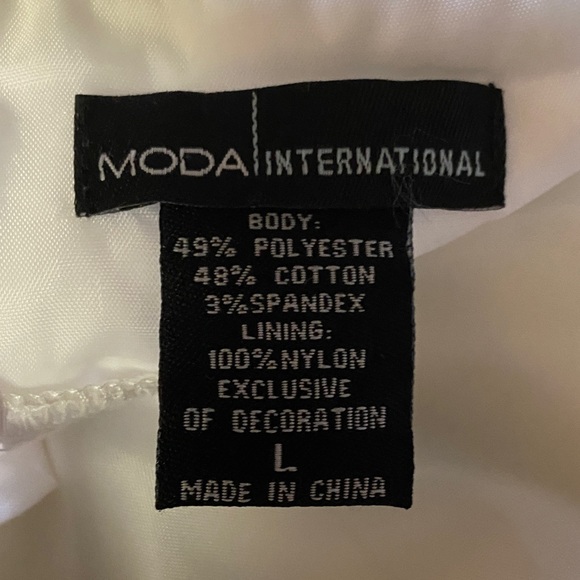 MODA INTERNATIONAL
BODY:
49% POLYESTER
48% COTTON
3%SPANDEX
LINING:
100%NYLON
EXCLUSIVE
OF DECORATION
L
MADE IN CHINA